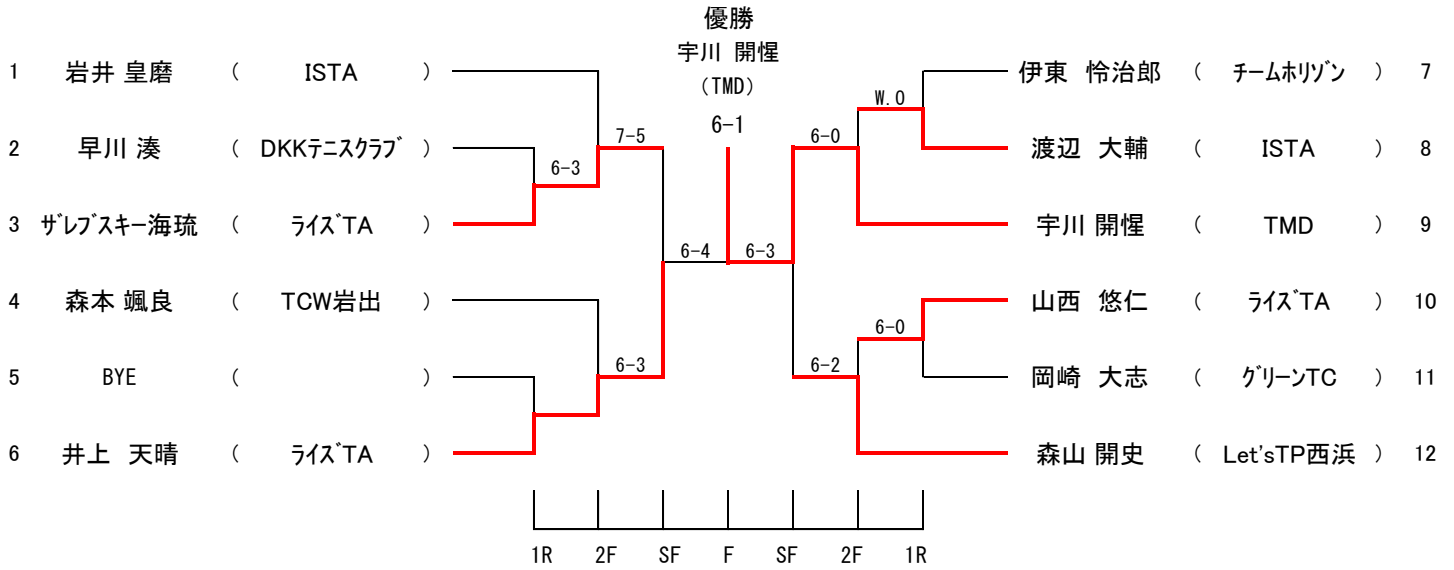 優勝
宇川 開惺
(TMD)
6-1
1 岩井 皇磨 ( ISTA )
2 早川 湊 ( DKKテニスクラブ )
3 ザレブスキー海琉 ( ライズTA )
4 森本 颯良 ( TCW岩出 )
5 BYE ( )
6 井上 天晴 ( ライズTA )
6-3
7-5
6-3
6-4
6-3
W.O
6-0
6-0
6-2
伊東 怜治郎 ( チームホリゾン ) 7
渡辺 大輔 ( ISTA ) 8
宇川 開惺 ( TMD ) 9
山西 悠仁 ( ライズTA ) 10
岡崎 大志 ( グリーンTC ) 11
森山 開史 ( Let'sTP西浜 ) 12
1R 2F SF F SF 2F 1R